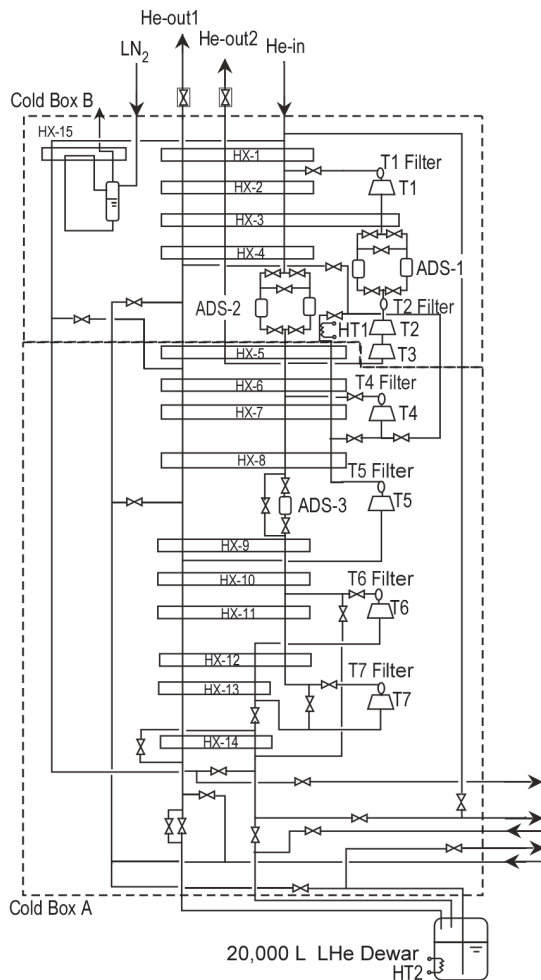 He-out1
LN2
He-out2
He-in
Cold Box B
HX-15
HX-1
T1 Filter
HX-2
T1
HX-3
HX-4
ADS-1
ADS-2
T2 Filter
HT1
T2
HX-5
T3
HX-6
T4 Filter
HX-7
T4
HX-8
T5 Filter
ADS-3
T5
HX-9
HX-10
T6 Filter
HX-11
T6
HX-12
T7 Filter
HX-13
T7
HX-14
Cold Box A
20,000 L LHe Dewar
HT2